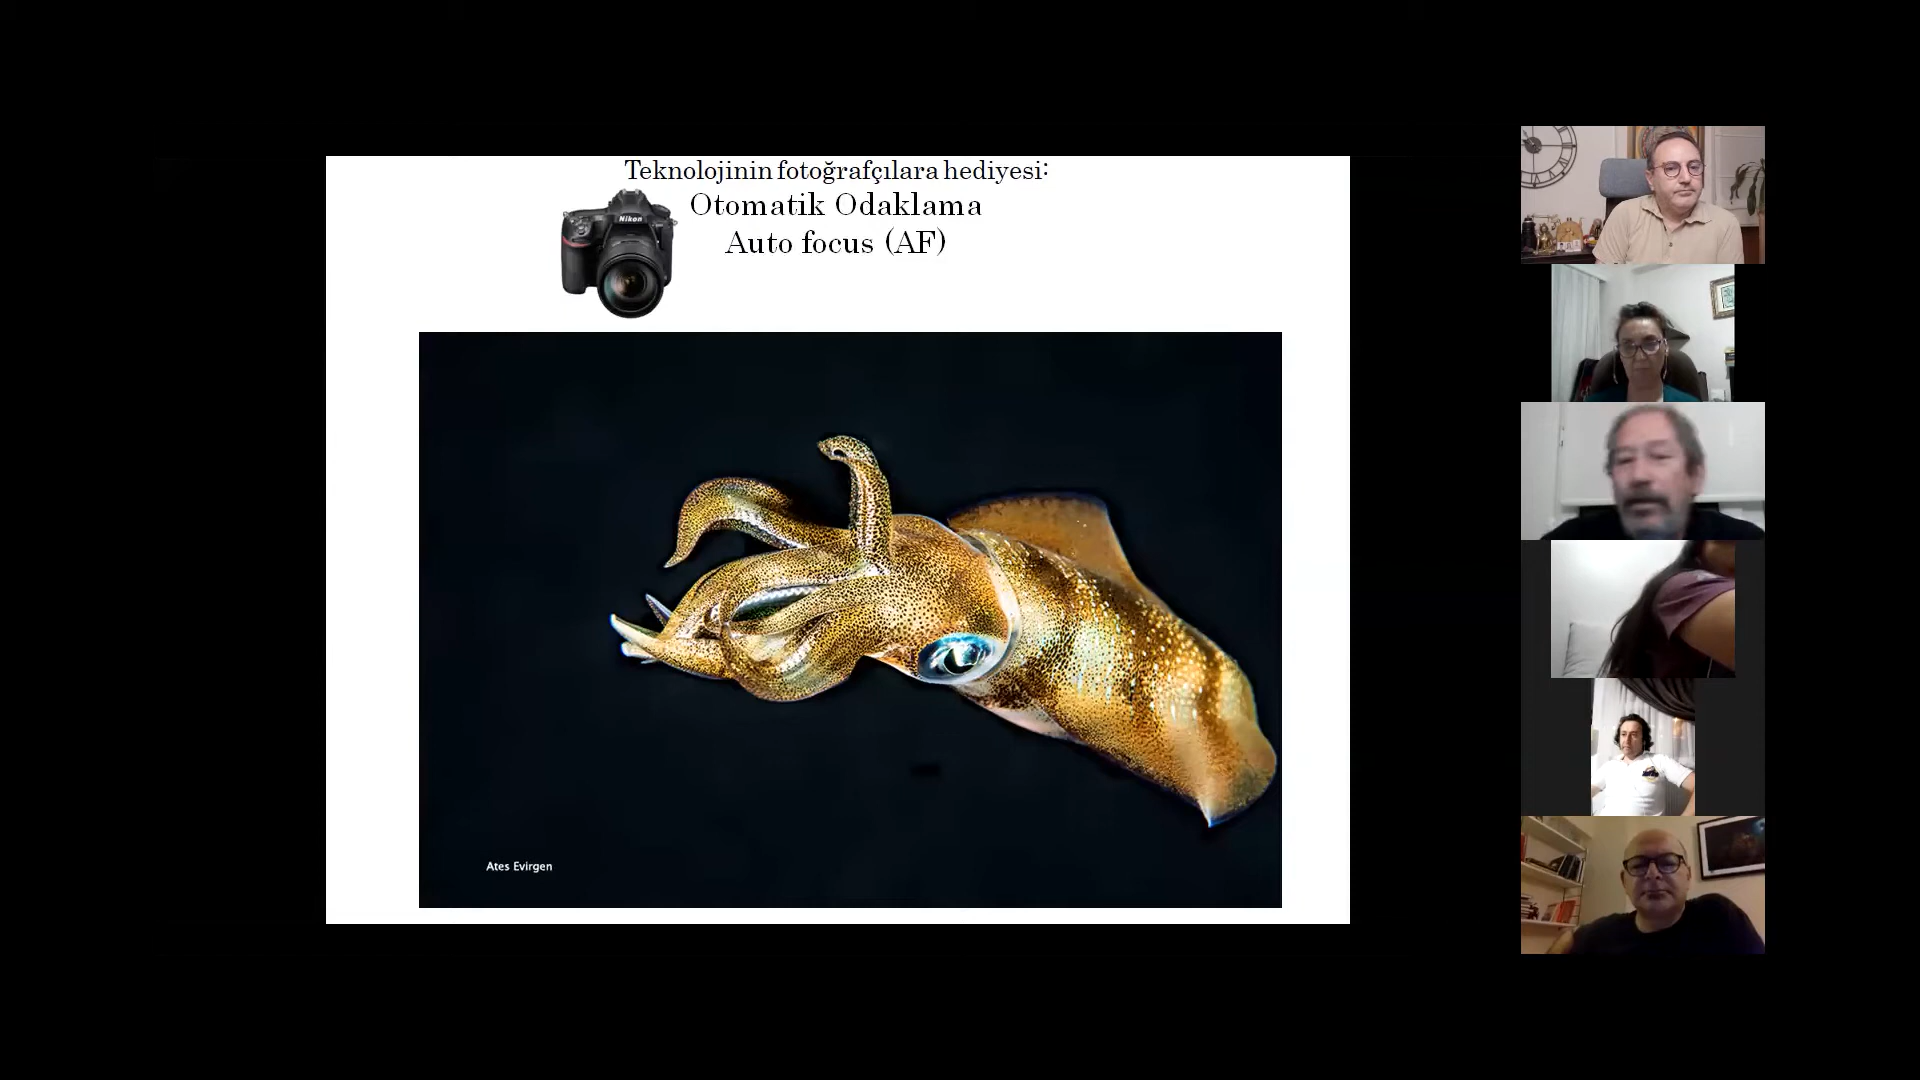 Teknolojinin fotoğrafçılara hediyesi:
Otomatik Odaklama
Auto focus (AF)
Nikon
Ates Evirgen